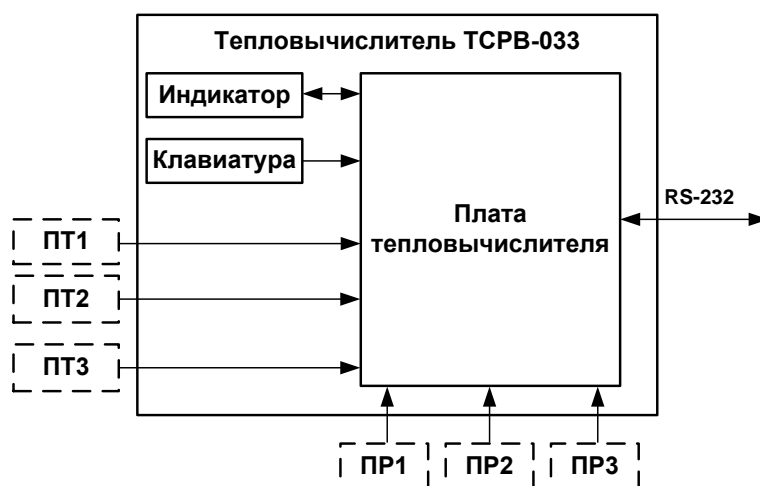 Тепловычислитель ТСРВ-033
Индикатор
Клавиатура
Плата
тепловычислителя
RS-232
ПТ1
ПТ2
ПТ3
ПР1
ПР2
ПР3